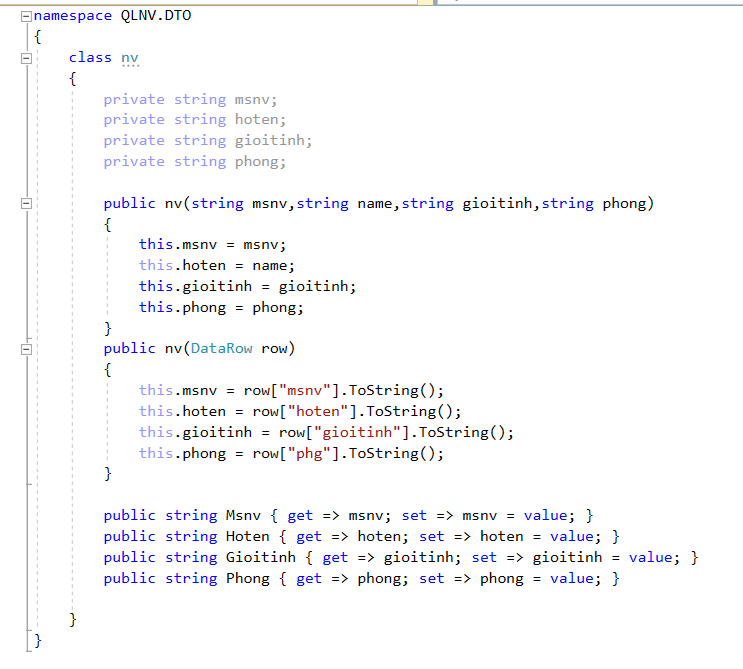 namespace QLNV.DTO
{
class nv
{
private string msnv;
private string hoten;
private string gioitinh;
private string phong;
public nv(string msnv,string name,string gioitinh,string phong)
{
this.msnv = msnv;
this.hoten = name;
this.gioitinh = gioitinh;
this.phong = phong;
}
public nv(DataRow row)
{
this.msnv = row["msnv"].ToString();
this.hoten = row["hoten"].ToString();
this.gioitinh = row["gioitinh"].ToString();
this.phong = row["phg"].ToString();
}
public string Msnv { get => msnv; set => msnv = value; }
public string Hoten { get => hoten; set => hoten = value; }
public string Gioitinh { get => gioitinh; set => gioitinh = value; }
public string Phong { get => phong; set => phong = value; }
}
}